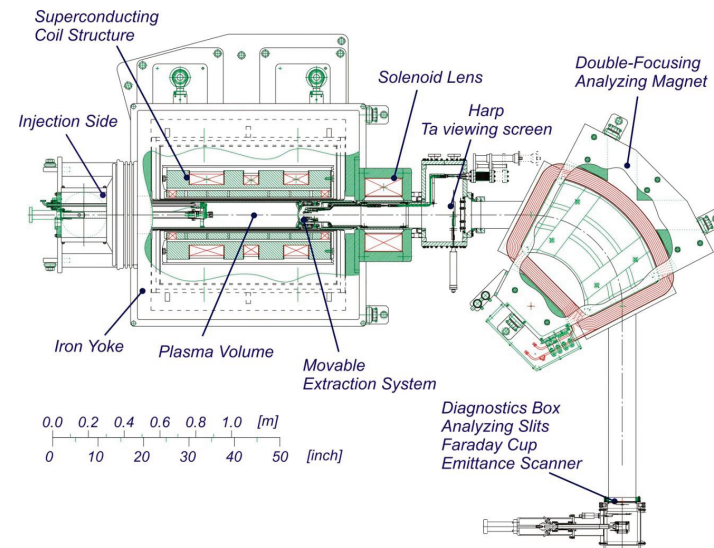 Superconducting
Coil Structure
Double-Focusing
Analyzing Magnet
Solenoid Lens
Injection Side
Harp
Ta viewing screen
Iron Yoke
Plasma Volume
Movable
Extraction System
Diagnostics Box
Analyzing Slits
Faraday Cup
Emittance Scanner
0.0 0.2 0.4 0.6 0.8 1.0 [m]
0 10 20 30 40 50 [inch]